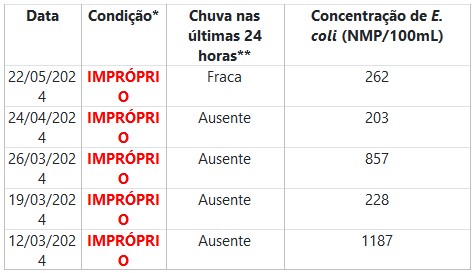 Data Condição* Chuva nas últimas 24 horas** Concentração de E. coli (NMP/100mL)
22/05/2024 IMPRÓPRIO Fraca 262
24/04/2024 IMPRÓPRIO Ausente 203
26/03/2024 IMPRÓPRIO Ausente 857
19/03/2024 IMPRÓPRIO Ausente 228
12/03/2024 IMPRÓPRIO Ausente 1187